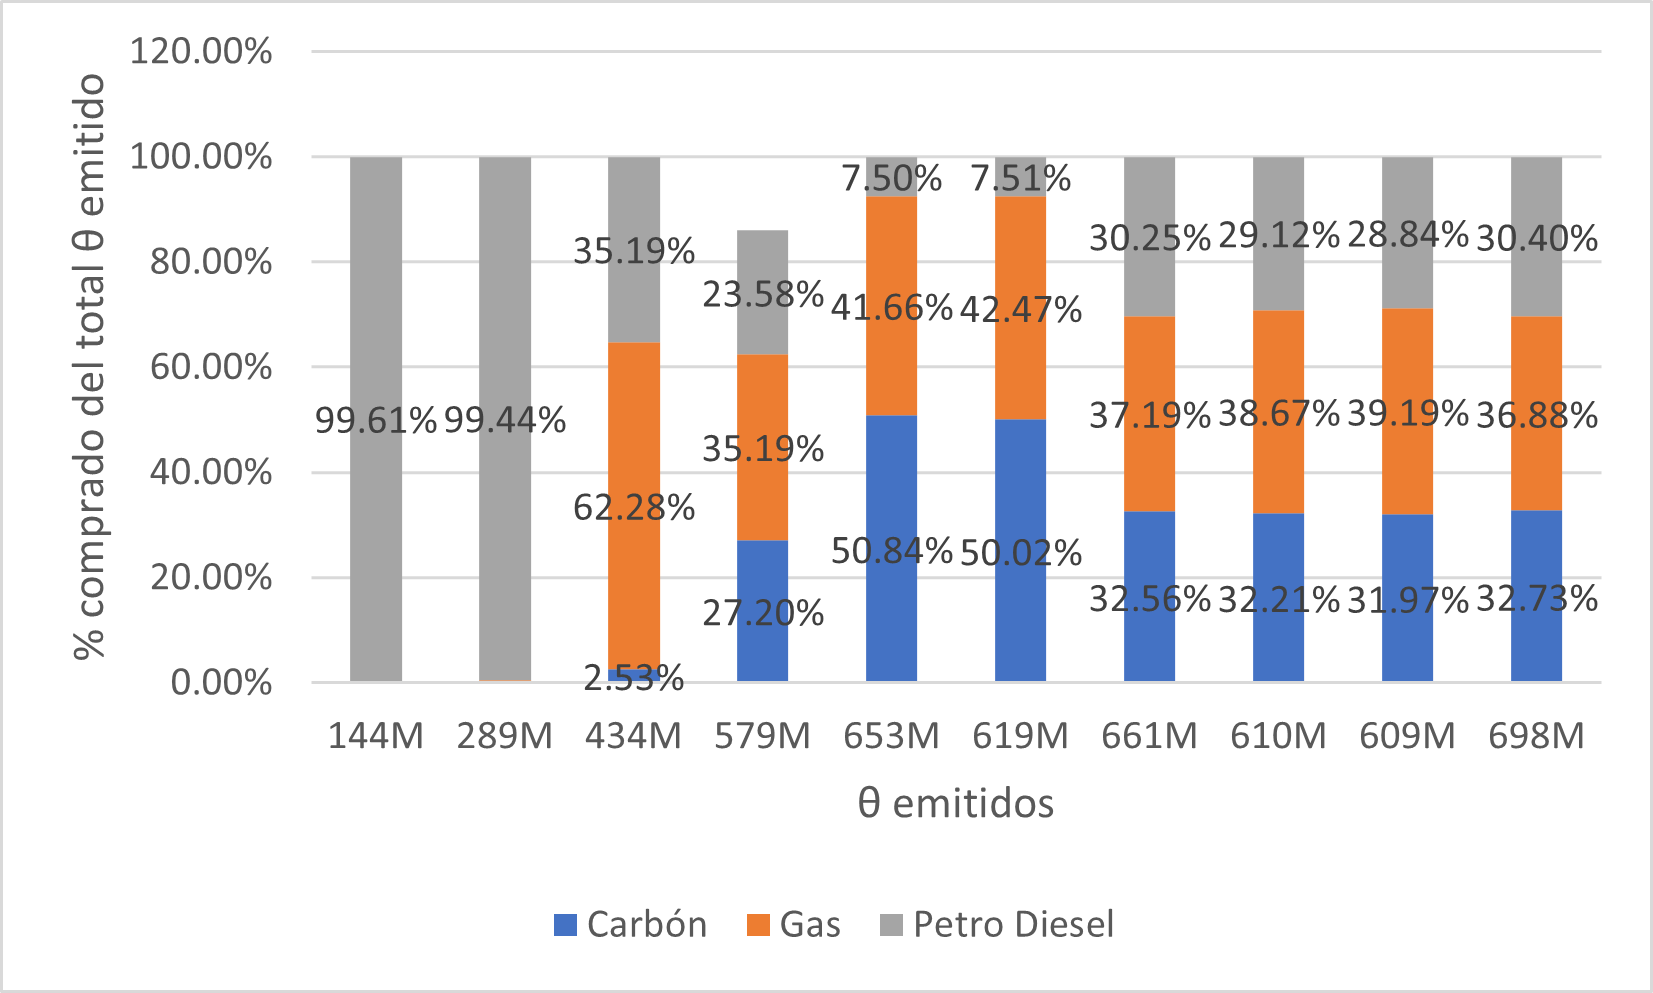 % comprado del total θ emitido
120.00%
100.00%
80.00%
60.00%
40.00%
20.00%
0.00%
7.50% 7.51%
35.19% 23.58% 30.25% 29.12% 28.84% 30.40%
99.61% 99.44% 62.28% 35.19% 41.66% 42.47% 37.19% 38.67% 39.19% 36.88%
2.53% 27.20% 50.84% 50.02% 32.56% 32.21% 31.97% 32.73%
144M 289M 434M 579M 653M 619M 661M 610M 609M 698M
θ emitidos
Carbón Gas Petro Diesel